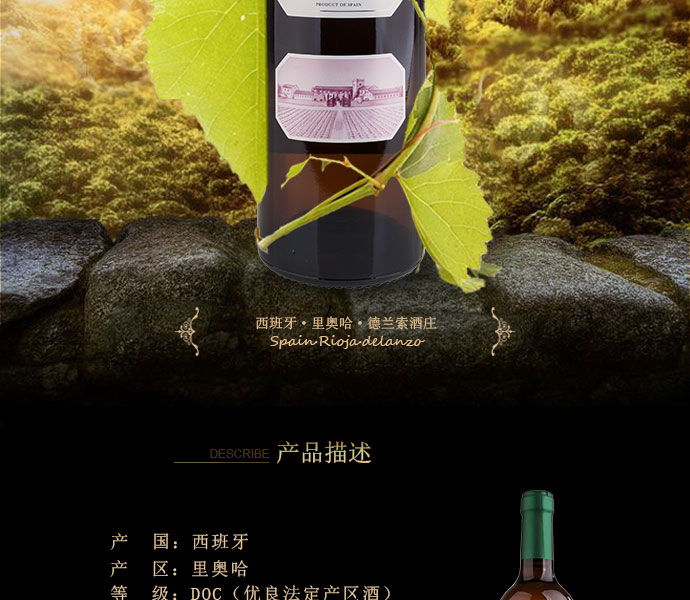 PRODUCT OF SPAIN
西班牙·里奥哈·德兰索酒庄
Spain Rioja delanzo
DESCRIBE 产品描述
产 国：西班牙
产 区：里奥哈
等 级：DOC（优良法定产区酒）